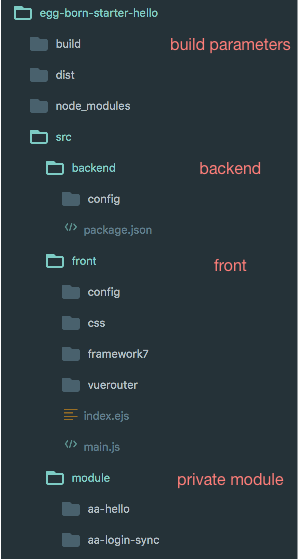 egg-born-starter-hello
build build parameters
dist
node_modules
src
backend backend
config
package.json
front front
config
css
framework7
vuerouter
index.ejs
main.js
module private module
aa-hello
aa-login-sync